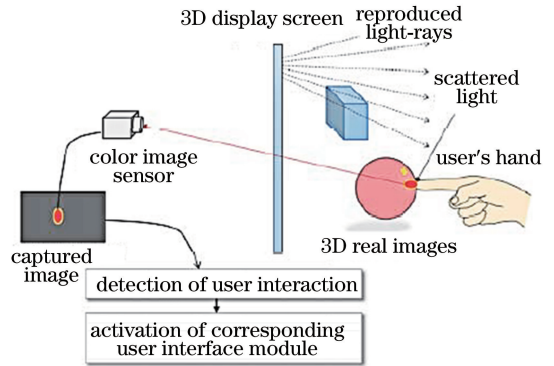 3D display screen
reproduced
light-rays
scattered
light
color image
sensor
user's hand
3D real images
captured
image
detection of user interaction
activation of corresponding
user interface module